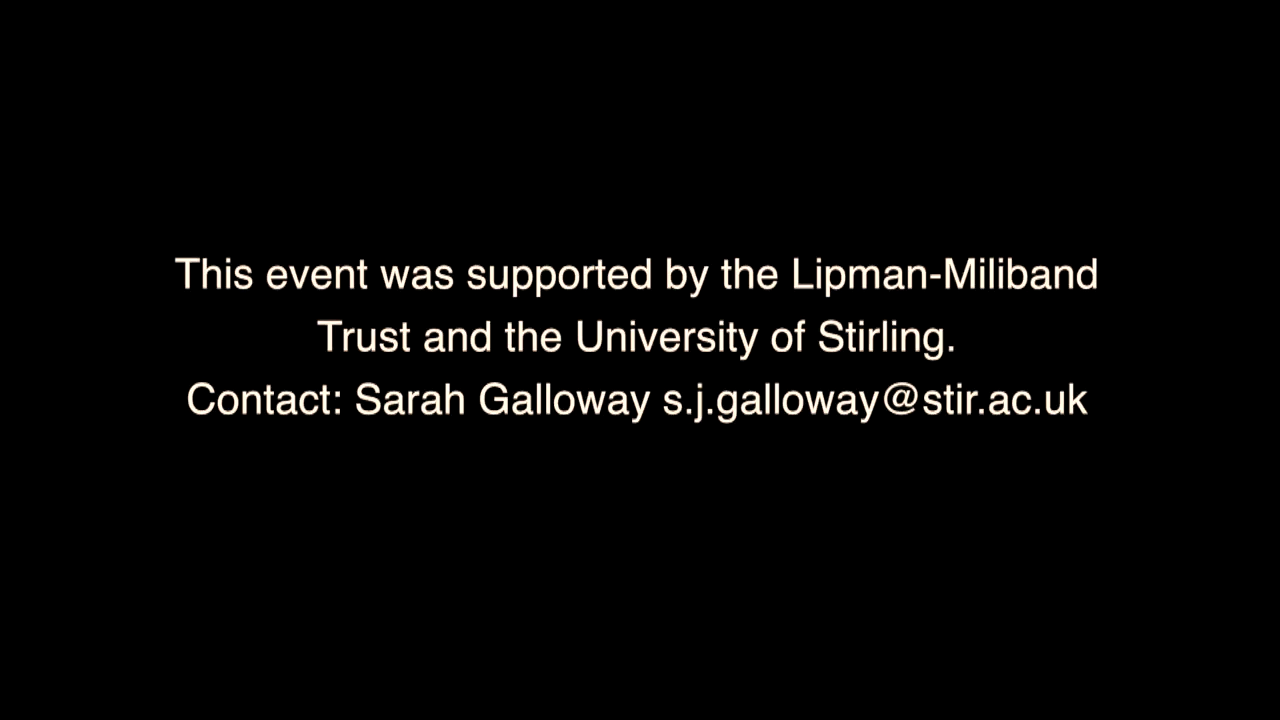 This event was supported by the Lipman-Miliband
Trust and the University of Stirling.
Contact: Sarah Galloway s.j.galloway@stir.ac.uk